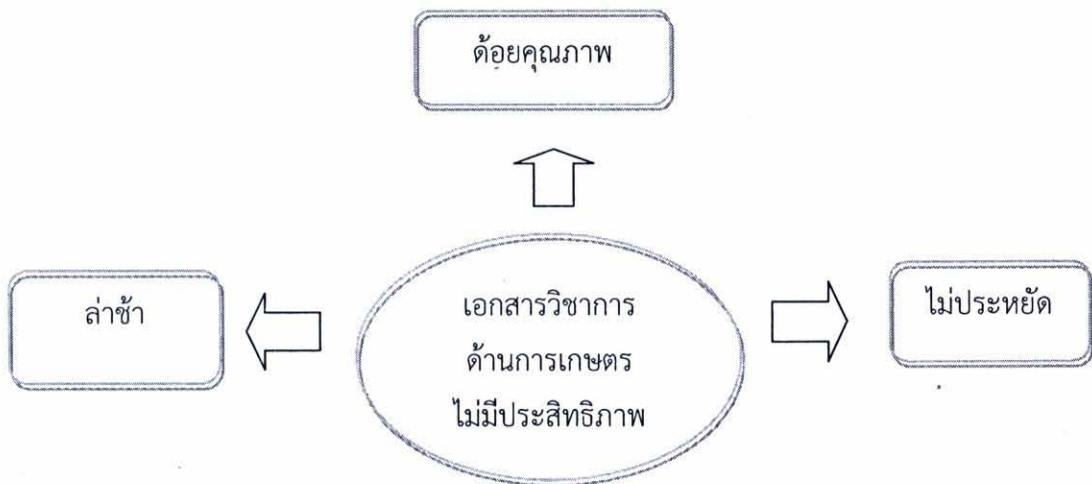 ด้อยคุณภาพ
ล่าช้า
เอกสารวิชาการ
ด้านการเกษตร
ไม่มีประสิทธิภาพ
ไม่ประหยัด